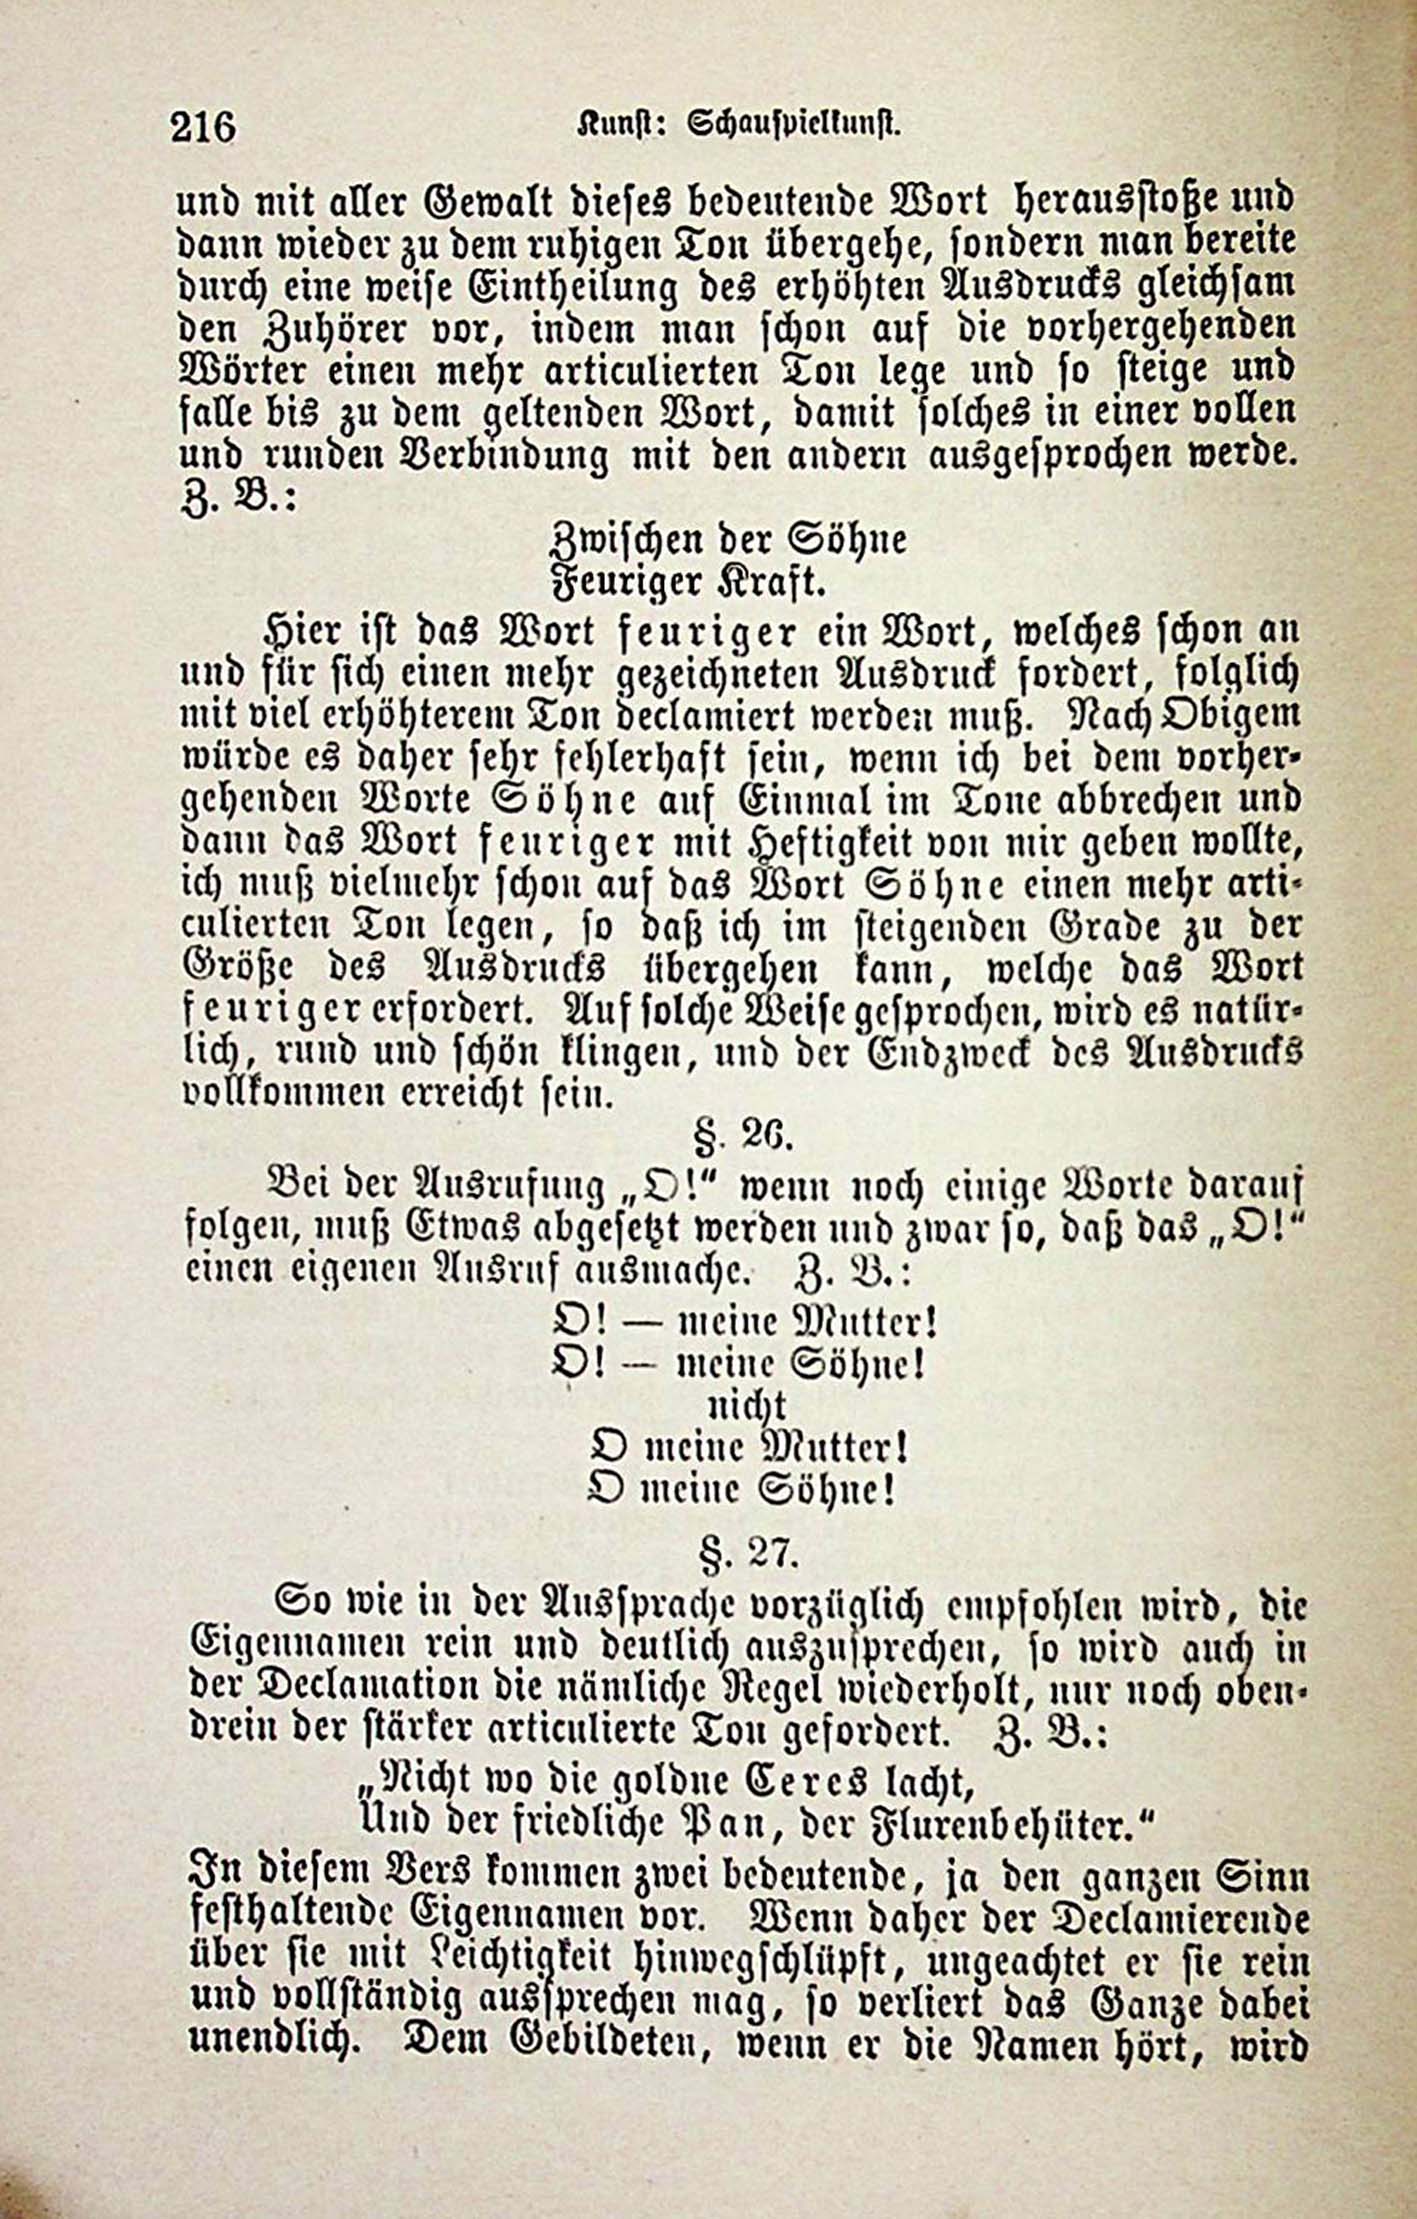 216 Kunst: Schauspielkunst.
und mit aller Gewalt dieses bedeutende Wort herausstoße und
dann wieder zu dem ruhigen Ton übergehe, sondern man bereite
durch eine weise Eintheilung des erhöhten Ausdrucks gleichsam
den Zuhörer vor, indem man schon auf die vorhergehenden
Wörter einen mehr articulierten Ton lege und so steige und
falle bis zu dem geltenden Wort, damit solches in einer vollen
und runden Verbindung mit den andern ausgesprochen werde.
Z. B.:
Zwischen der Söhne
Feuriger Kraft.
Hier ist das Wort feuriger ein Wort, welches schon an
und für sich einen mehr gezeichneten Ausdruck fordert, folglich
mit viel erhöhterem Ton declamiert werden muß. Nach Obigem
würde es daher sehr fehlerhaft sein, wenn ich bei dem vorher-
gehenden Worte Söhne auf Einmal im Tone abbrechen und
dann das Wort feuriger mit Heftigkeit von mir geben wollte,
ich muß vielmehr schon auf das Wort Söhne einen mehr arti-
culierten Ton legen, so daß ich im steigenden Grade zu der
Größe des Ausdrucks übergehen kann, welche das Wort
feuriger erfordert. Auf solche Weise gesprochen, wird es natür-
lich, rund und schön klingen, und der Endzweck des Ausdrucks
vollkommen erreicht sein.
§. 26.
Bei der Ausrufung „O!“ wenn noch einige Worte darauf
folgen, muß Etwas abgesetzt werden und zwar so, daß das „O!“
einen eigenen Ausruf ausmache. Z. B.:
O! — meine Mutter!
O! — meine Söhne!
nicht
O meine Mutter!
O meine Söhne!
§. 27.
So wie in der Aussprache vorzüglich empfohlen wird, die
Eigennamen rein und deutlich auszusprechen, so wird auch in
der Declamation die nämliche Regel wiederholt, nur noch oben-
drein der stärker articulierte Ton gefordert. Z. B.:
„Nicht wo die goldne Ceres lacht,
Und der friedliche Pan, der Flurenbehüter.“
In diesem Vers kommen zwei bedeutende, ja den ganzen Sinn
festhaltende Eigennamen vor. Wenn daher der Declamierende
über sie mit Leichtigkeit hinwegschlüpft, ungeachtet er sie rein
und vollständig aussprechen mag, so verliert das Ganze dabei
unendlich. Dem Gebildeten, wenn er die Namen hört, wird